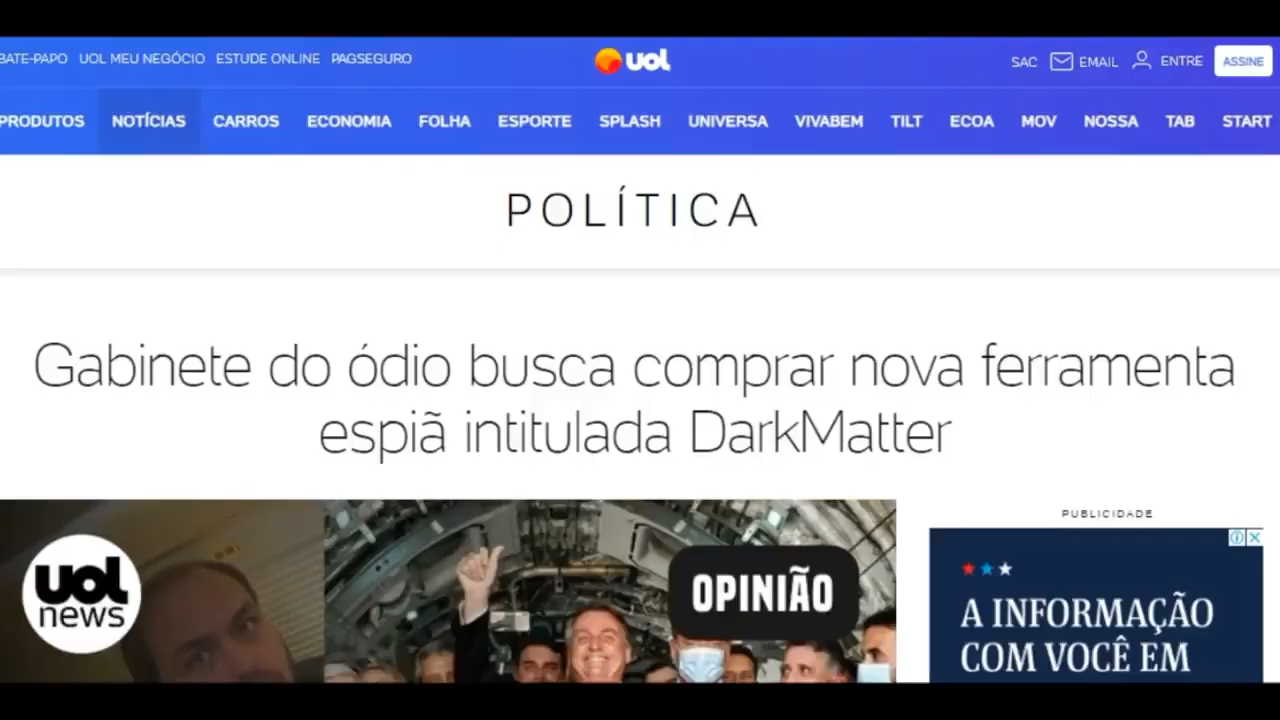 BATE-PAPO UOL MEU NEGÓCIO ESTUDE ONLINE PAGSEGURO uol SAC EMAIL ENTRE ASSINE
PRODUTOS NOTÍCIAS CARROS ECONOMIA FOLHA ESPORTE SPLASH UNIVERSA VIVABEM TILT ECOA MOV NOSSA TAB START
POLÍTICA
Gabinete do ódio busca comprar nova ferramenta
espiã intitulada DarkMatter
uol
news
OPINIÃO
PUBLICIDADE
A INFORMAÇÃO
COM VOCÊ EM